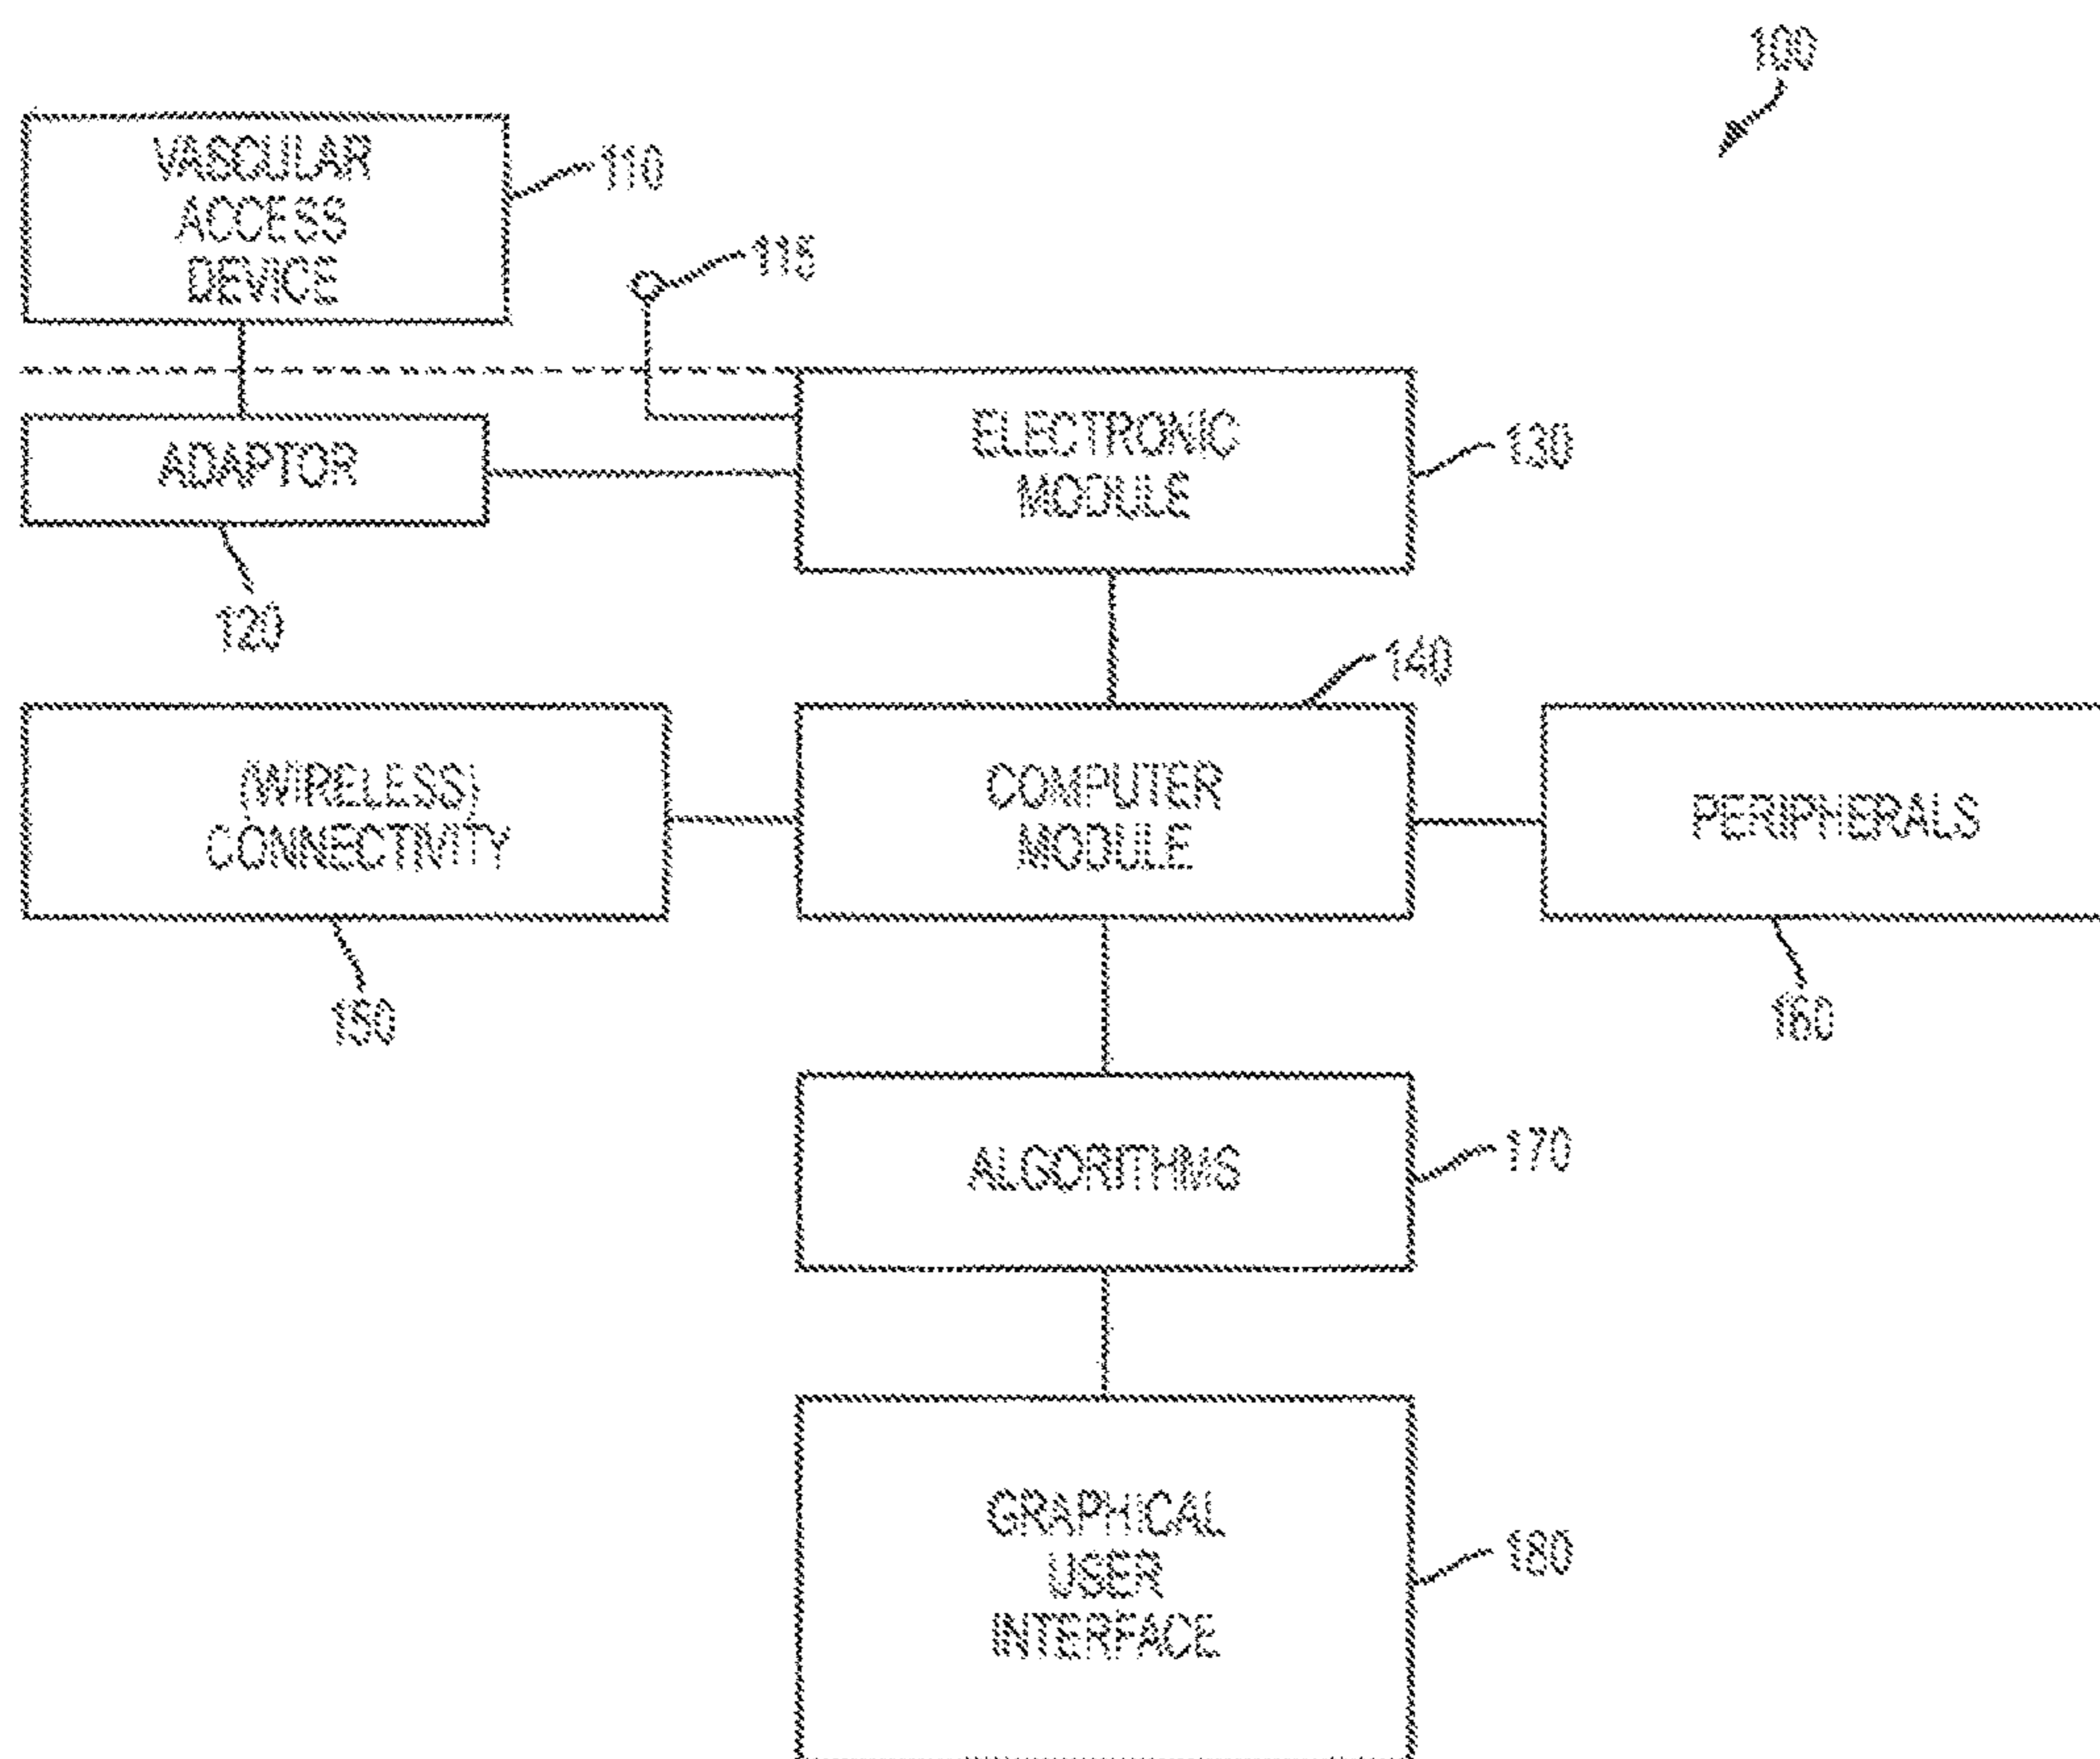 100
VASCULAR
ACCESS
DEVICE
110
115
ADAPTOR
120
ELECTRONIC
MODULE
130
140
(WIRELESS)
CONNECTIVITY
150
COMPUTER
MODULE
PERIPHERALS
160
ALGORITHMS
170
GRAPHICAL
USER
INTERFACE
180